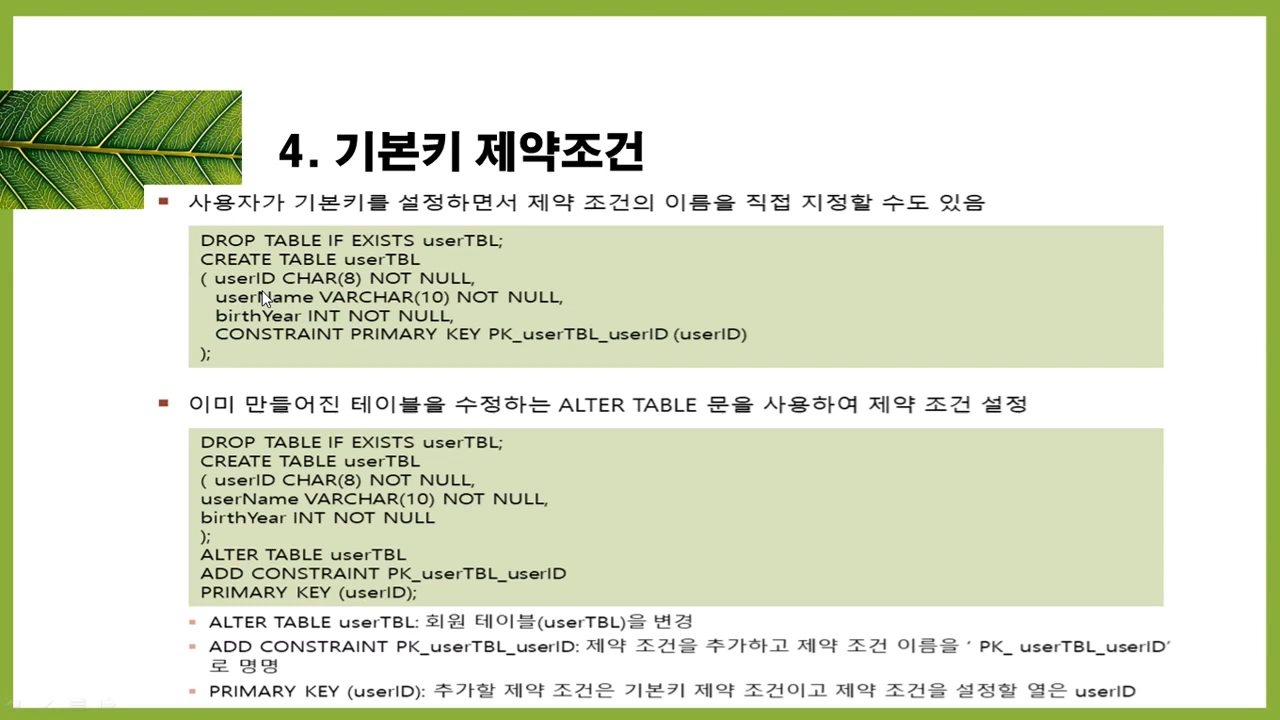 4. 기본키 제약조건
사용자가 기본키를 설정하면서 제약 조건의 이름을 직접 지정할 수도 있음
DROP TABLE IF EXISTS userTBL;
CREATE TABLE userTBL
( userID CHAR(8) NOT NULL,
userName VARCHAR(10) NOT NULL,
birthYear INT NOT NULL,
CONSTRAINT PRIMARY KEY PK_userTBL_userID (userID)
);
이미 만들어진 테이블을 수정하는 ALTER TABLE 문을 사용하여 제약 조건 설정
DROP TABLE IF EXISTS userTBL;
CREATE TABLE userTBL
( userID CHAR(8) NOT NULL,
userName VARCHAR(10) NOT NULL,
birthYear INT NOT NULL
);
ALTER TABLE userTBL
ADD CONSTRAINT PK_userTBL_userID
PRIMARY KEY (userID);
ALTER TABLE userTBL: 회원 테이블(userTBL)을 변경
ADD CONSTRAINT PK_userTBL_userID: 제약 조건을 추가하고 제약 조건 이름을 ‘ PK_ userTBL_userID’
로 명명
PRIMARY KEY (userID): 추가할 제약 조건은 기본키 제약 조건이고 제약 조건을 설정할 열은 userID